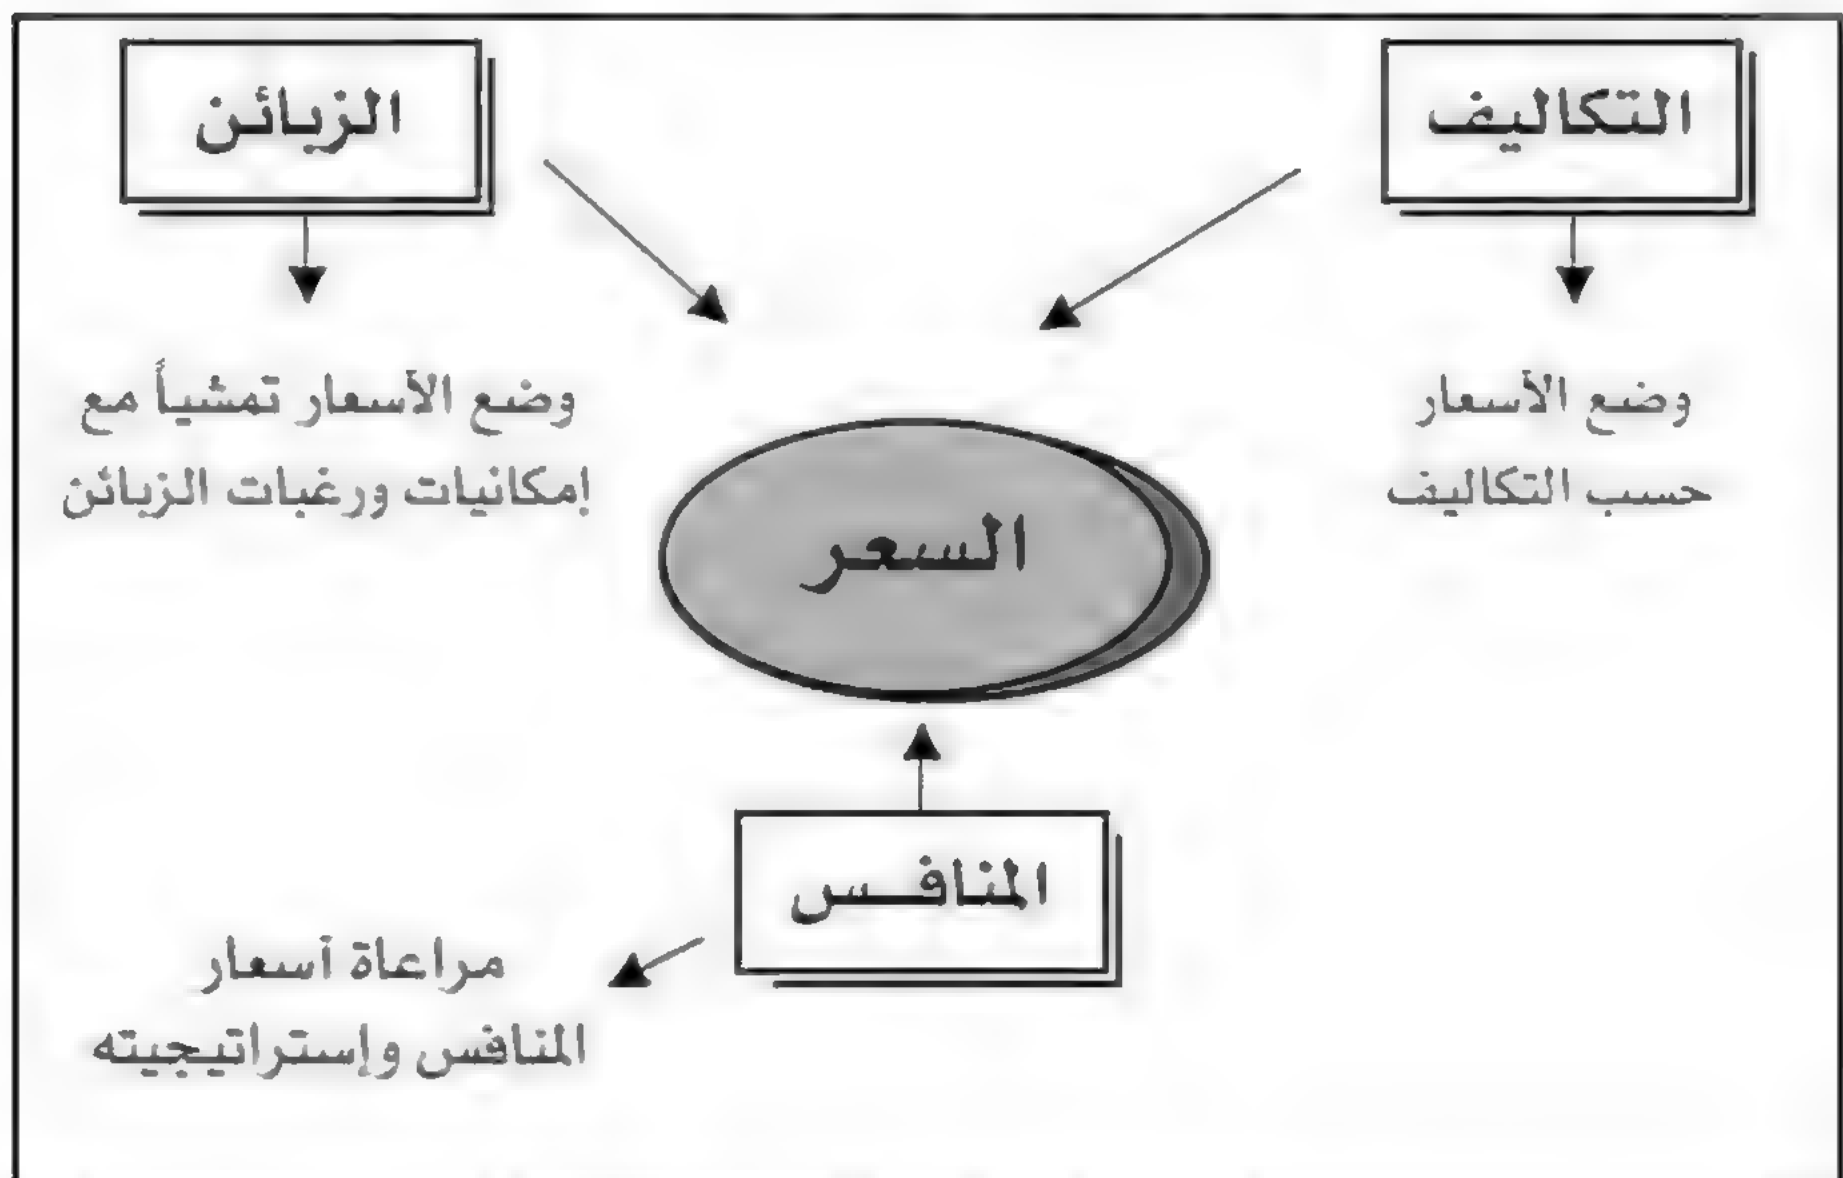 التكاليف
الزبائن
وضع الأسعار
حسب التكاليف
وضع الأسعار تمشياً مع
إمكانيات ورغبات الزبائن
السعر
المنافس
مراعاة أسعار
المنافس وإستراتيجيته